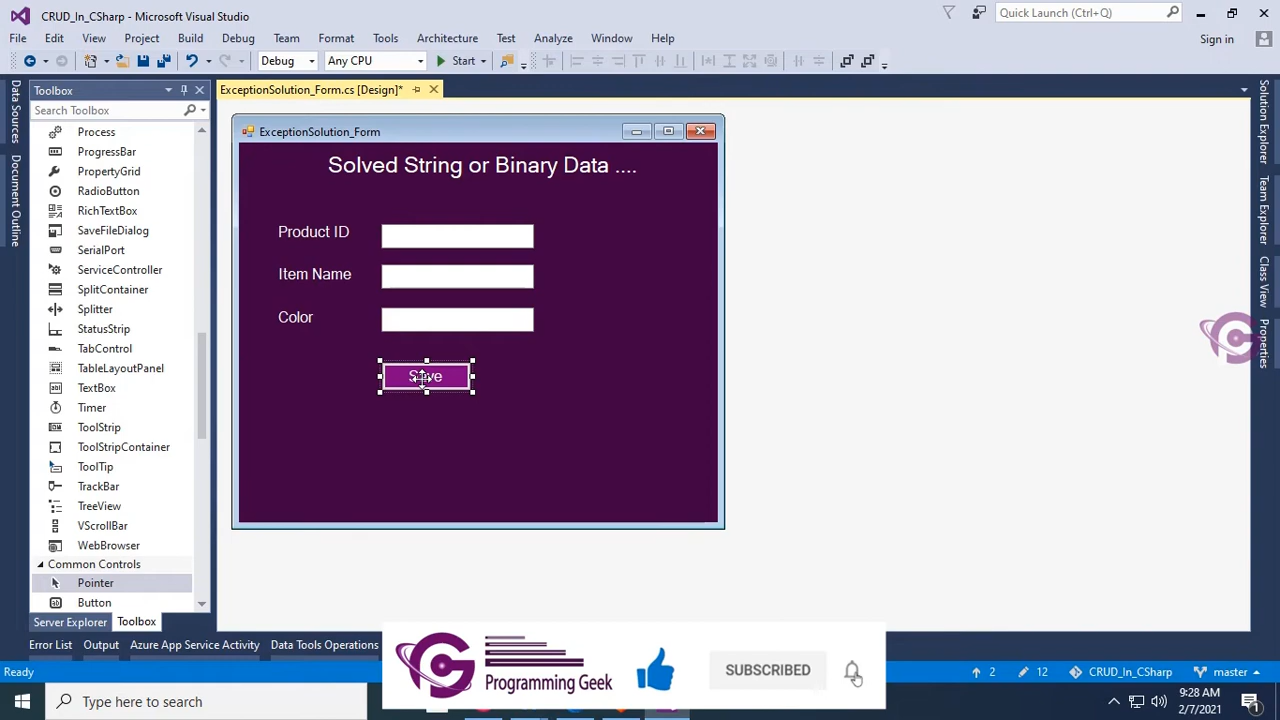 CRUD_In_CSharp - Microsoft Visual Studio
Quick Launch (Ctrl+Q)
File Edit View Project Build Debug Team Format Tools Architecture Test Analyze Window Help
Sign in
Debug Any CPU Start
Data Sources
Document Outline
Toolbox
Search Toolbox
Process
ProgressBar
PropertyGrid
RadioButton
RichTextBox
SaveFileDialog
SerialPort
ServiceController
SplitContainer
Splitter
StatusStrip
TabControl
TableLayoutPanel
TextBox
Timer
ToolStrip
ToolStripContainer
ToolTip
TrackBar
TreeView
VScrollBar
WebBrowser
Common Controls
Pointer
Button
Server Explorer Toolbox
ExceptionSolution_Form.cs [Design]*
ExceptionSolution_Form
Solved String or Binary Data ....
Product ID
Item Name
Color
Save
Solution Explorer
Team Explorer
Class View
Properties
Error List Output Azure App Service Activity Data Tools Operations
Programming Geek
SUBSCRIBED
Ready
2 12 CRUD_In_CSharp master
Type here to search
9:28 AM
2/7/2021